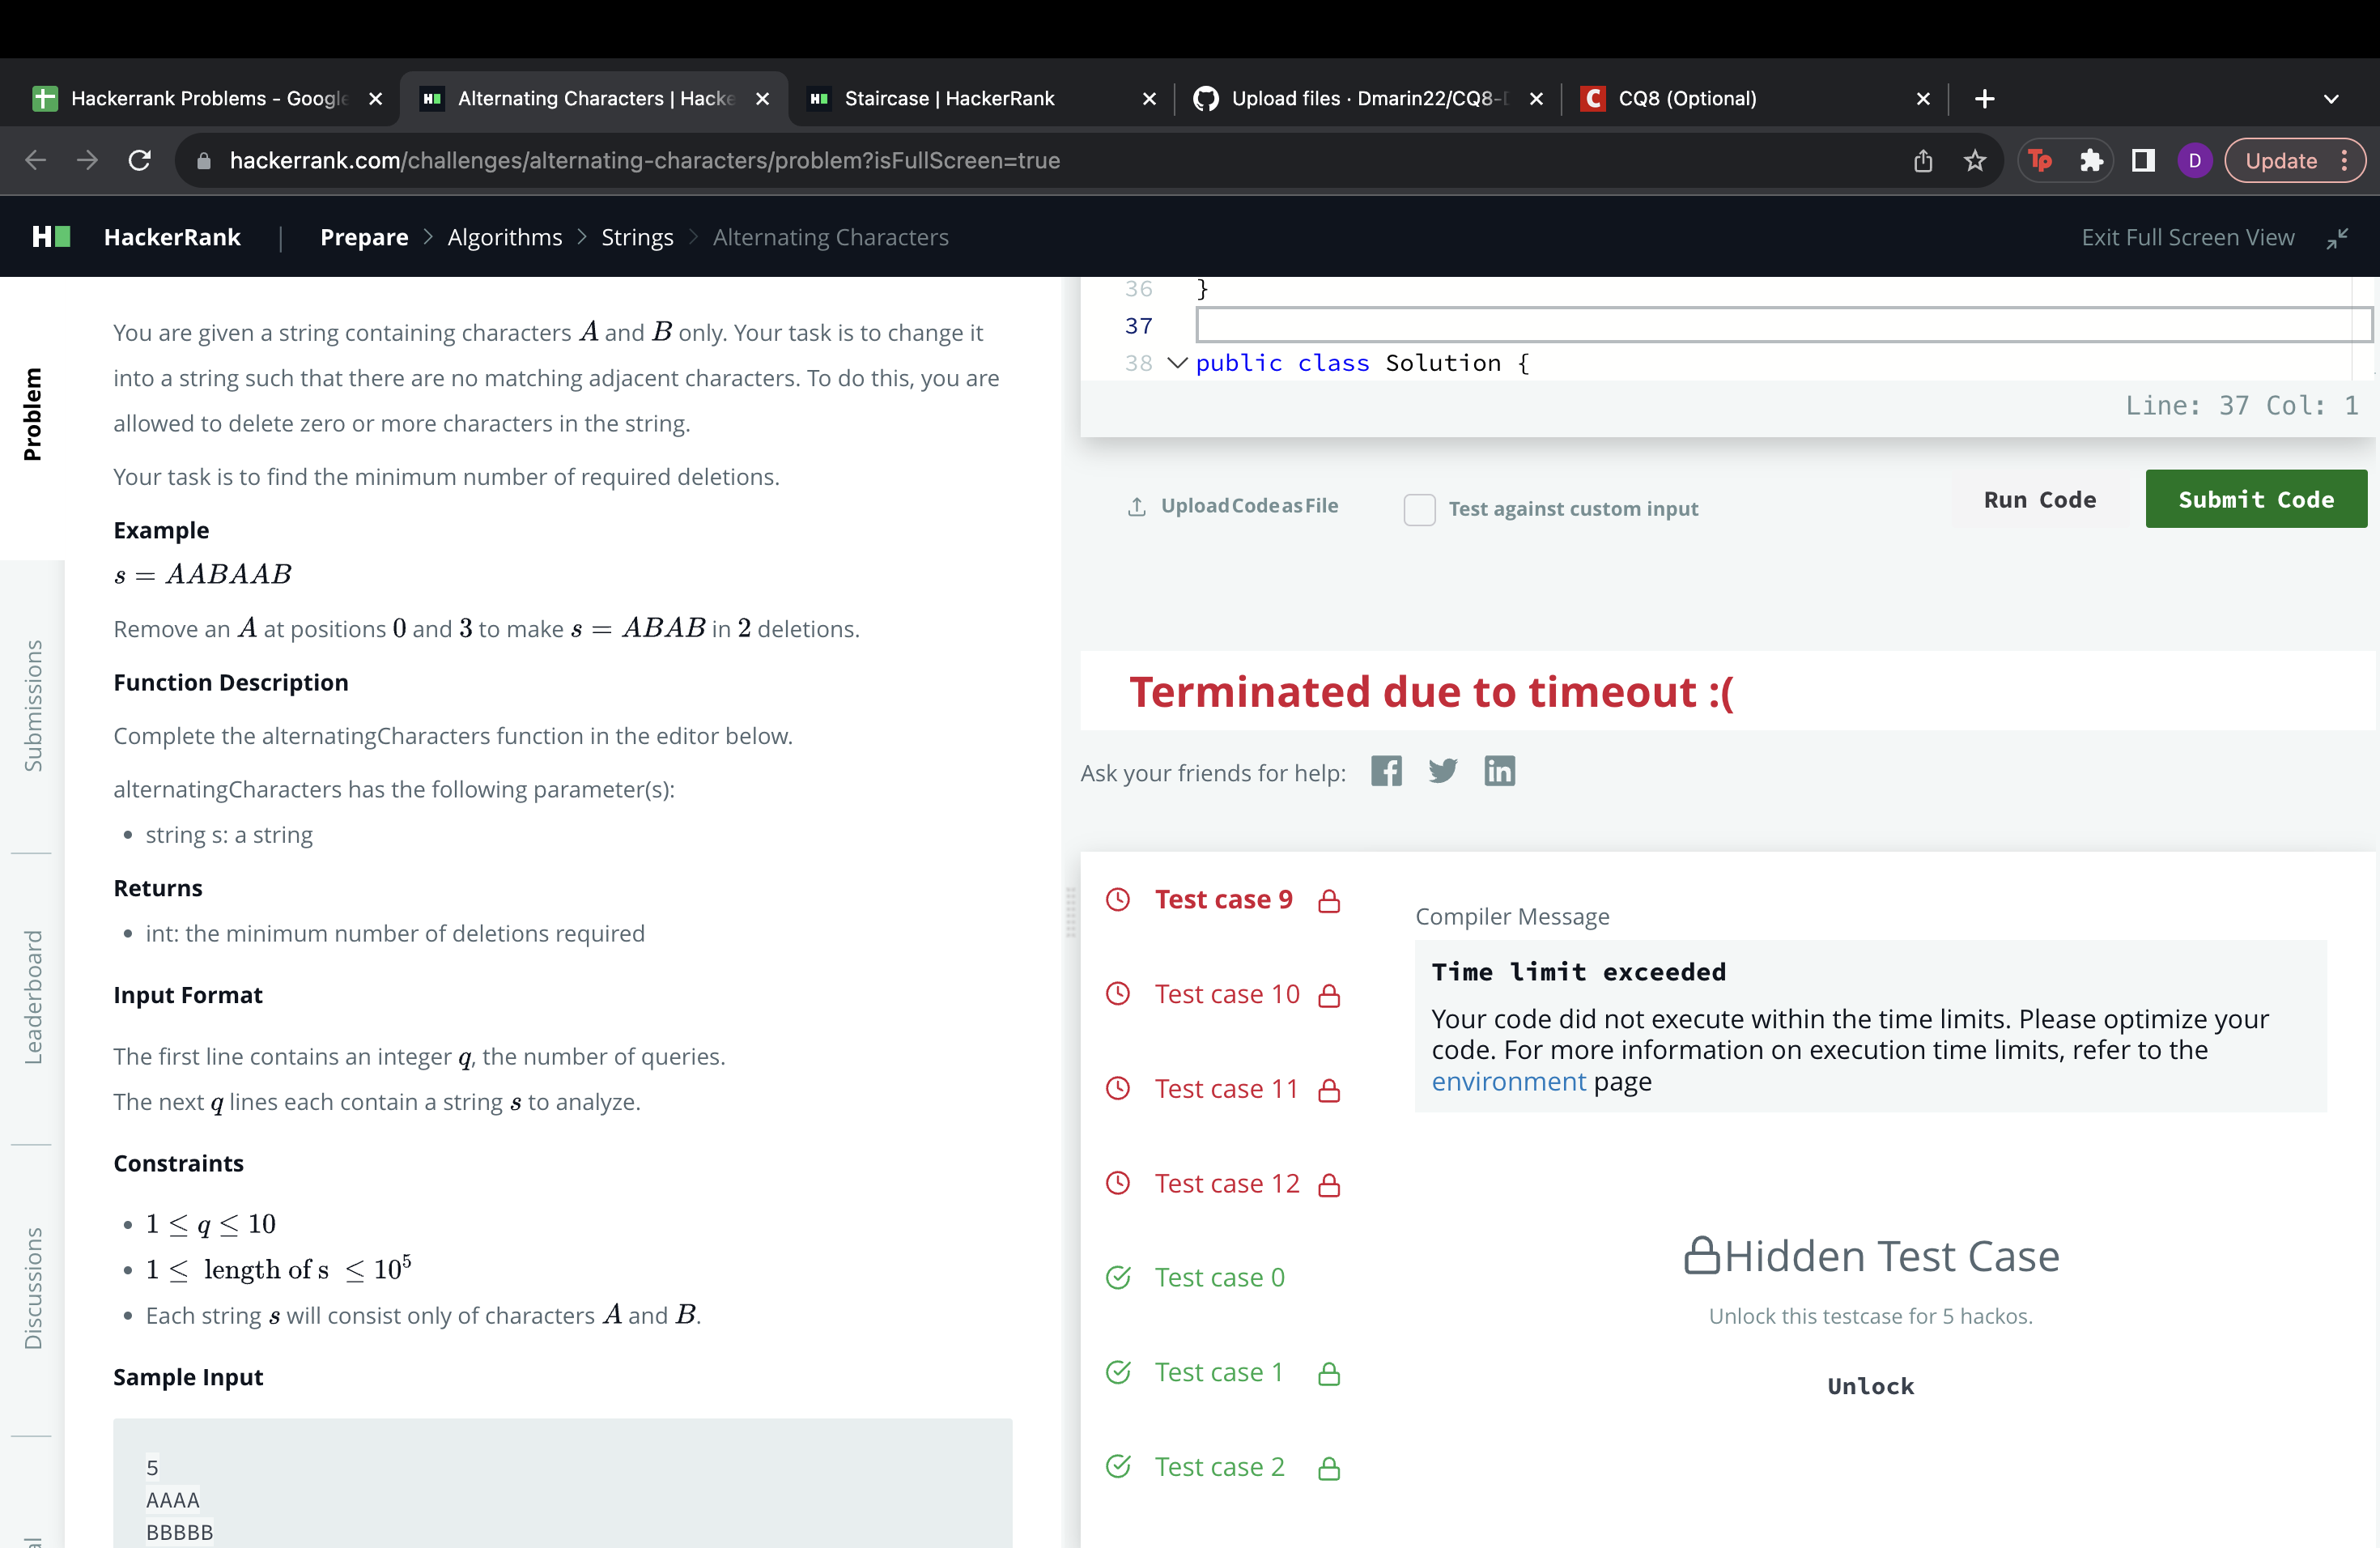 Hackerrank Problems - Google
Alternating Characters | Hacke
Staircase | HackerRank
Upload files · Dmarin22/CQ8-
CQ8 (Optional)
hackerrank.com/challenges/alternating-characters/problem?isFullScreen=true
Tp
D
Update
H
HackerRank | Prepare > Algorithms > Strings > Alternating Characters
Exit Full Screen View
Problem
Submissions
Leaderboard
Discussions
You are given a string containing characters A and B only. Your task is to change it
into a string such that there are no matching adjacent characters. To do this, you are
allowed to delete zero or more characters in the string.
Your task is to find the minimum number of required deletions.
Example
s = AABAAB
Remove an A at positions 0 and 3 to make s = ABAB in 2 deletions.
Function Description
Complete the alternatingCharacters function in the editor below.
alternatingCharacters has the following parameter(s):
• string s: a string
Returns
• int: the minimum number of deletions required
Input Format
The first line contains an integer q, the number of queries.
The next q lines each contain a string s to analyze.
Constraints
• 1 ≤ q ≤ 10
• 1 ≤ length of s ≤ 10⁵
• Each string s will consist only of characters A and B.
Sample Input
5
AAAA
BBBBB
36 }
37
38 public class Solution {
Line: 37 Col: 1
Upload Code as File
Test against custom input
Run Code
Submit Code
Terminated due to timeout :(
Ask your friends for help:
Test case 9
Test case 10
Test case 11
Test case 12
Test case 0
Test case 1
Test case 2
Compiler Message
Time limit exceeded
Your code did not execute within the time limits. Please optimize your
code. For more information on execution time limits, refer to the
environment page
Hidden Test Case
Unlock this testcase for 5 hackos.
Unlock